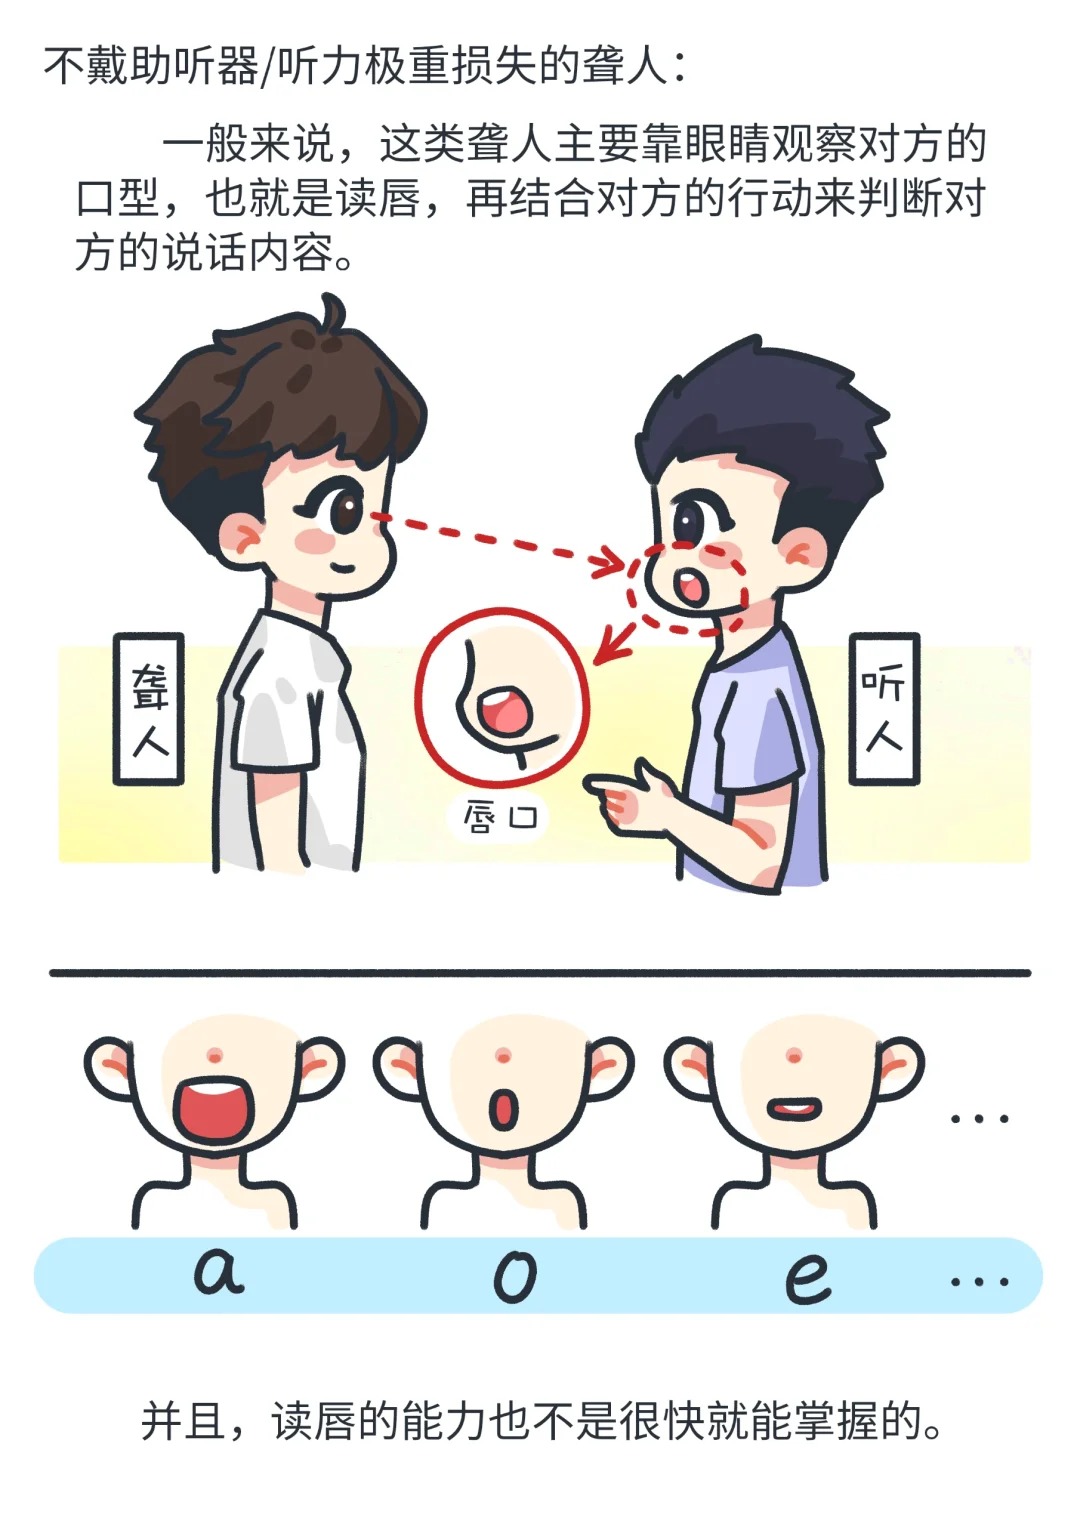 不戴助听器/听力极重损失的聋人：
一般来说，这类聋人主要靠眼睛观察对方的
口型，也就是读唇，再结合对方的行动来判断对
方的说话内容。
聋人
听人
唇口
...
a o e ...
并且，读唇的能力也不是很快就能掌握的。